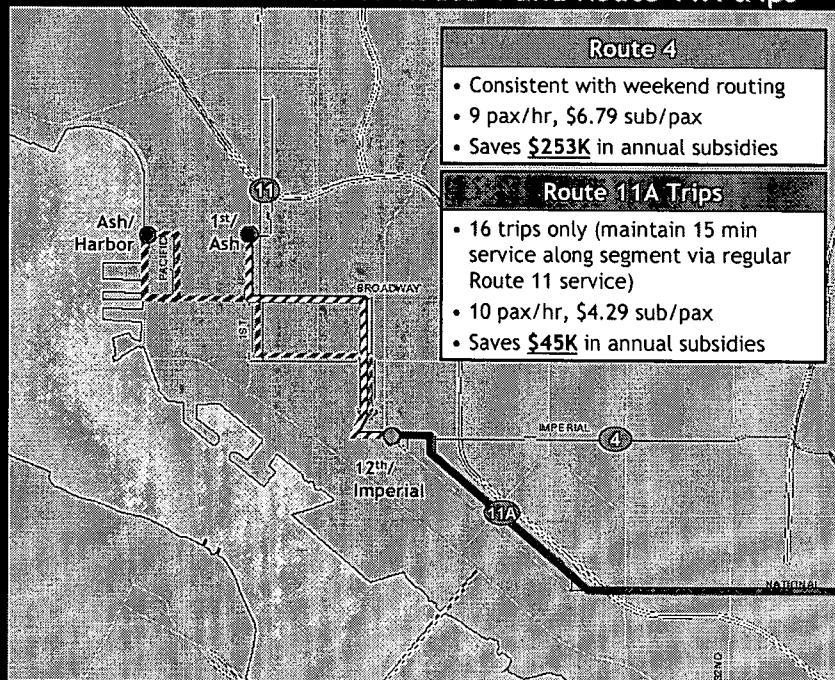 Route 4
• Consistent with weekend routing
• 9 pax/hr, $6.79 sub/pax
• Saves $253K in annual subsidies
Route 11A Trips
• 16 trips only (maintain 15 min
service along segment via regular
Route 11 service)
• 10 pax/hr, $4.29 sub/pax
• Saves $45K in annual subsidies
11
Ash/
Harbor
1st/
Ash
PACIFIC
BROADWAY
1ST
IMPERIAL
4
12th/
Imperial
11A
NATIONAL
32ND